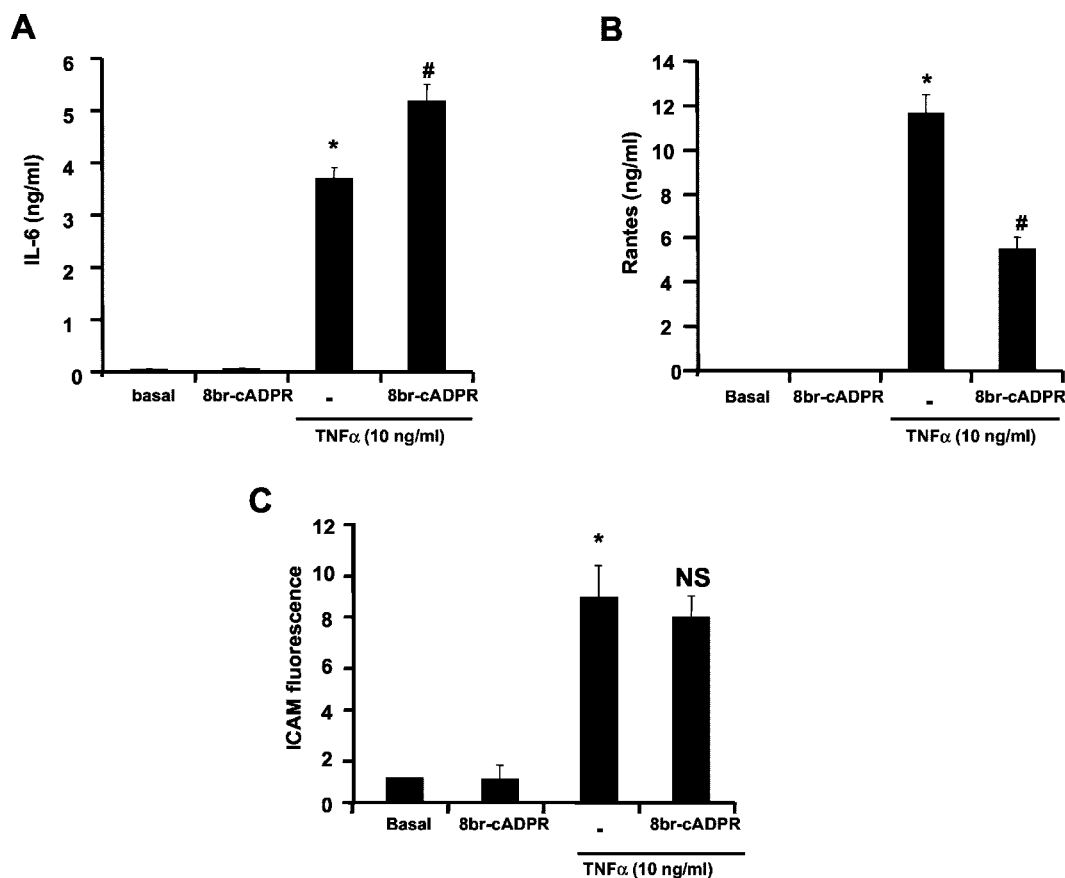 A
IL-6 (ng/ml)
6
5
4
3
2
1
0
*
#
basal 8br-cADPR - 8br-cADPR
TNFα (10 ng/ml)
B
Rantes (ng/ml)
14
12
10
8
6
4
2
0
*
#
Basal 8br-cADPR - 8br-cADPR
TNFα (10 ng/ml)
C
ICAM fluorescence
12
10
8
6
4
2
0
*
NS
Basal 8br-cADPR - 8br-cADPR
TNFα (10 ng/ml)